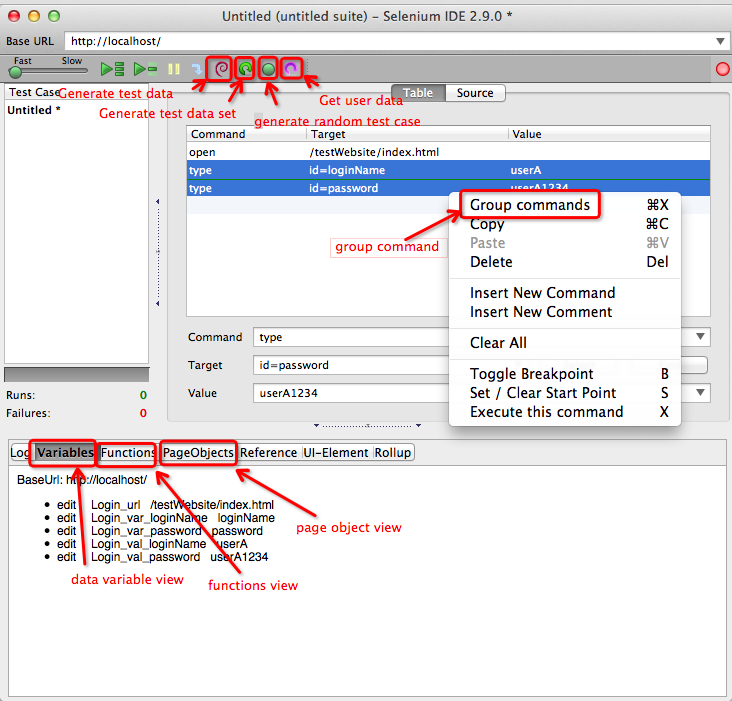 Untitled (untitled suite) – Selenium IDE 2.9.0 *
Base URL http://localhost/
Fast Slow
Test Case
Generate test data
Generate test data set
generate random test case
Get user data
Table Source
Untitled *
Command Target Value
open /testWebsite/index.html
type id=loginName userA
type id=password userA1234
Group commands ⌘X
Copy ⌘C
Paste ⌘V
Delete Del
Insert New Command
Insert New Comment
Clear All
Toggle Breakpoint B
Set / Clear Start Point S
Execute this command X
group command
Command type
Target id=password
Value userA1234
Runs: 0
Failures: 0
Log Variables Functions PageObjects Reference UI-Element Rollup
BaseUrl: http://localhost/
• edit Login_url /testWebsite/index.html
• edit Login_var_loginName loginName
• edit Login_var_password password
• edit Login_val_loginName userA
• edit Login_val_password userA1234
page object view
data variable view
functions view